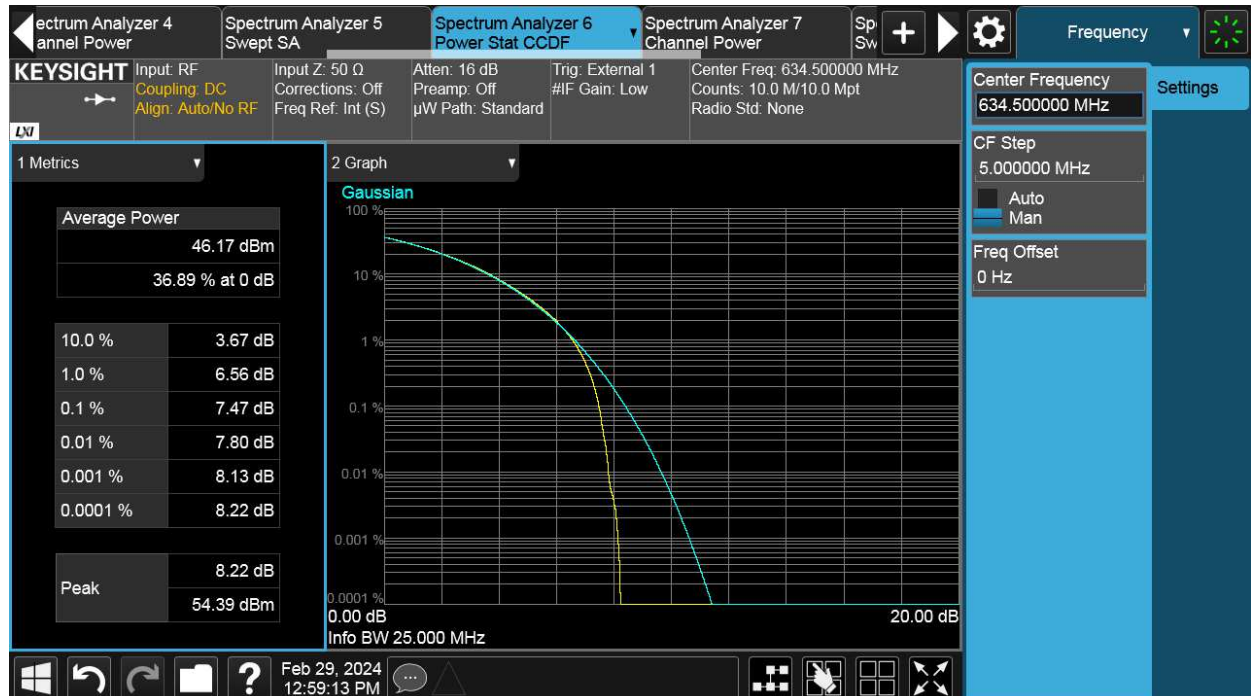 ectrum Analyzer 4
annel Power
Spectrum Analyzer 5
Swept SA
Spectrum Analyzer 6
Power Stat CCDF
Spectrum Analyzer 7
Channel Power
Sp
Sw
+
Frequency
KEYSIGHT
LXI
Input: RF
Coupling: DC
Align: Auto/No RF
Input Z: 50 Ω
Corrections: Off
Freq Ref: Int (S)
Atten: 16 dB
Preamp: Off
µW Path: Standard
Trig: External 1
#IF Gain: Low
Center Freq: 634.500000 MHz
Counts: 10.0 M/10.0 Mpt
Radio Std: None
Center Frequency
634.500000 MHz
Settings
CF Step
5.000000 MHz
Auto
Man
Freq Offset
0 Hz
1 Metrics
Average Power
46.17 dBm
36.89 % at 0 dB
10.0 % 3.67 dB
1.0 % 6.56 dB
0.1 % 7.47 dB
0.01 % 7.80 dB
0.001 % 8.13 dB
0.0001 % 8.22 dB
Peak
8.22 dB
54.39 dBm
2 Graph
Gaussian
100 %
10 %
1 %
0.1 %
0.01 %
0.001 %
0.0001 %
0.00 dB
20.00 dB
Info BW 25.000 MHz
?
Feb 29, 2024
12:59:13 PM